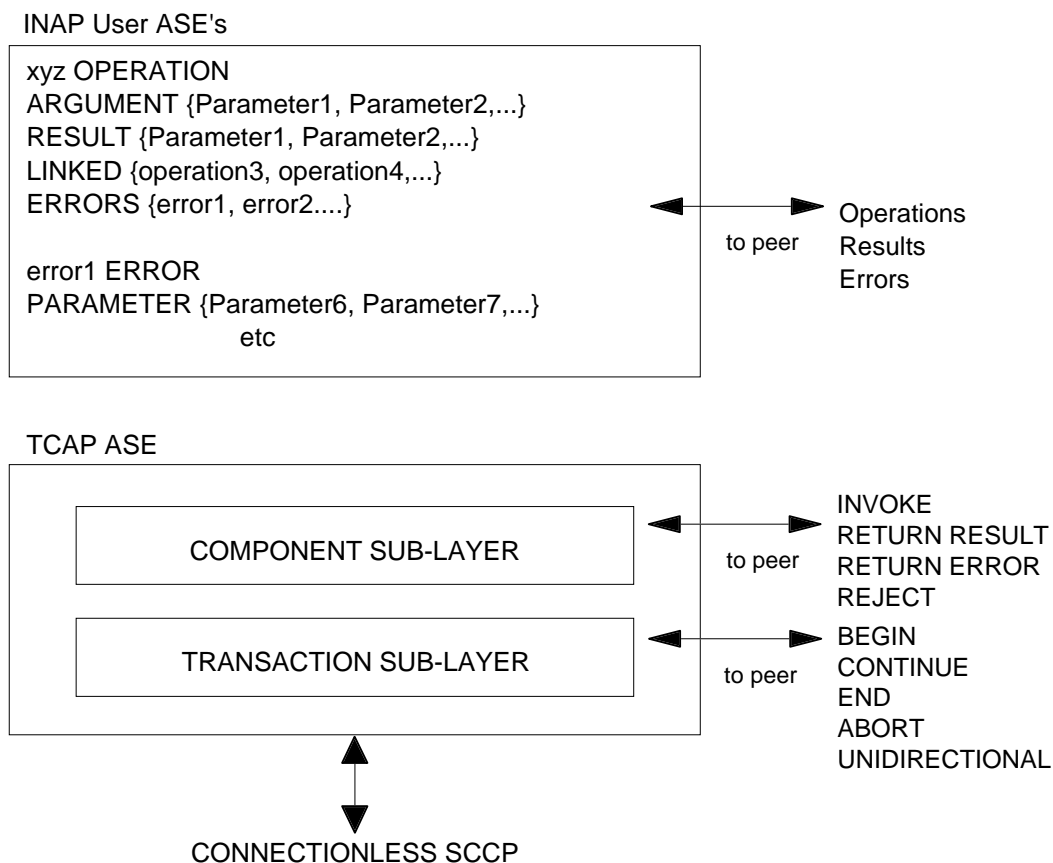 INAP User ASE's
xyz OPERATION
ARGUMENT {Parameter1, Parameter2,...}
RESULT {Parameter1, Parameter2,...}
LINKED {operation3, operation4,...}
ERRORS {error1, error2....}
error1 ERROR
PARAMETER {Parameter6, Parameter7,...}
etc
to peer
Operations
Results
Errors
TCAP ASE
COMPONENT SUB-LAYER
to peer
INVOKE
RETURN RESULT
RETURN ERROR
REJECT
TRANSACTION SUB-LAYER
to peer
BEGIN
CONTINUE
END
ABORT
UNIDIRECTIONAL
CONNECTIONLESS SCCP